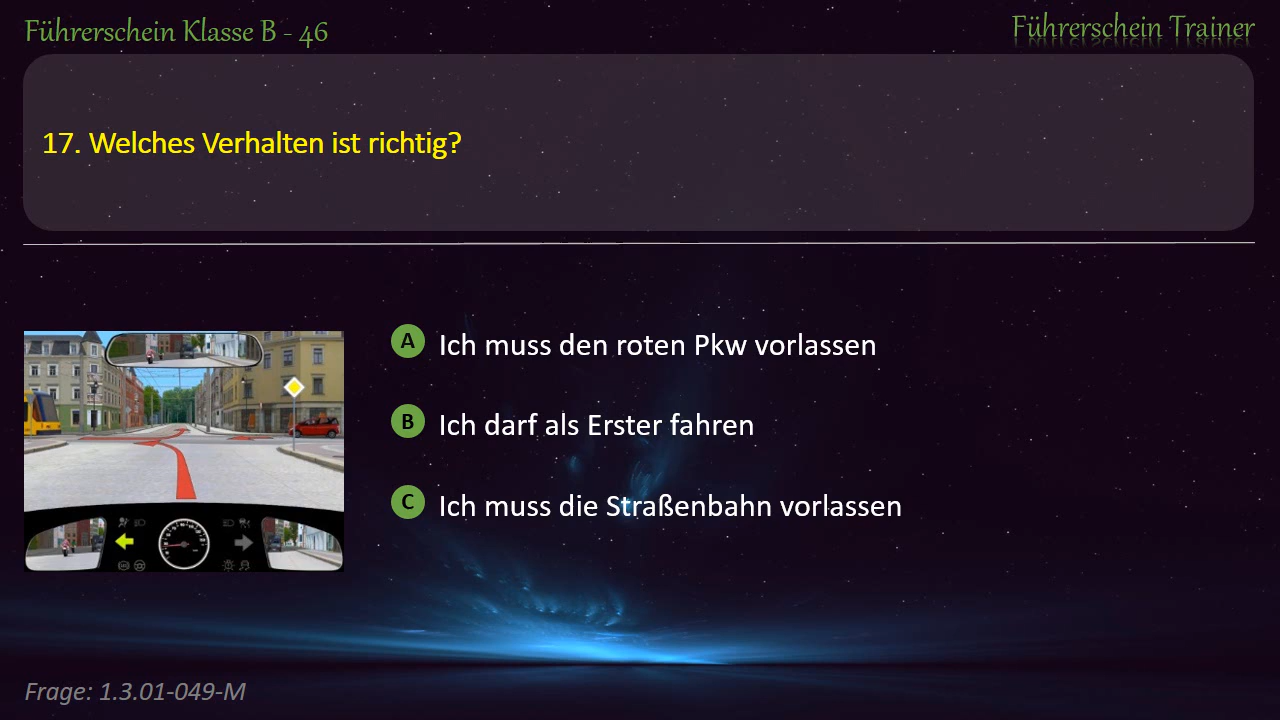 Führerschein Klasse B - 46
Führerschein Trainer
17. Welches Verhalten ist richtig?
A Ich muss den roten Pkw vorlassen
B Ich darf als Erster fahren
C Ich muss die Straßenbahn vorlassen
Frage: 1.3.01-049-M